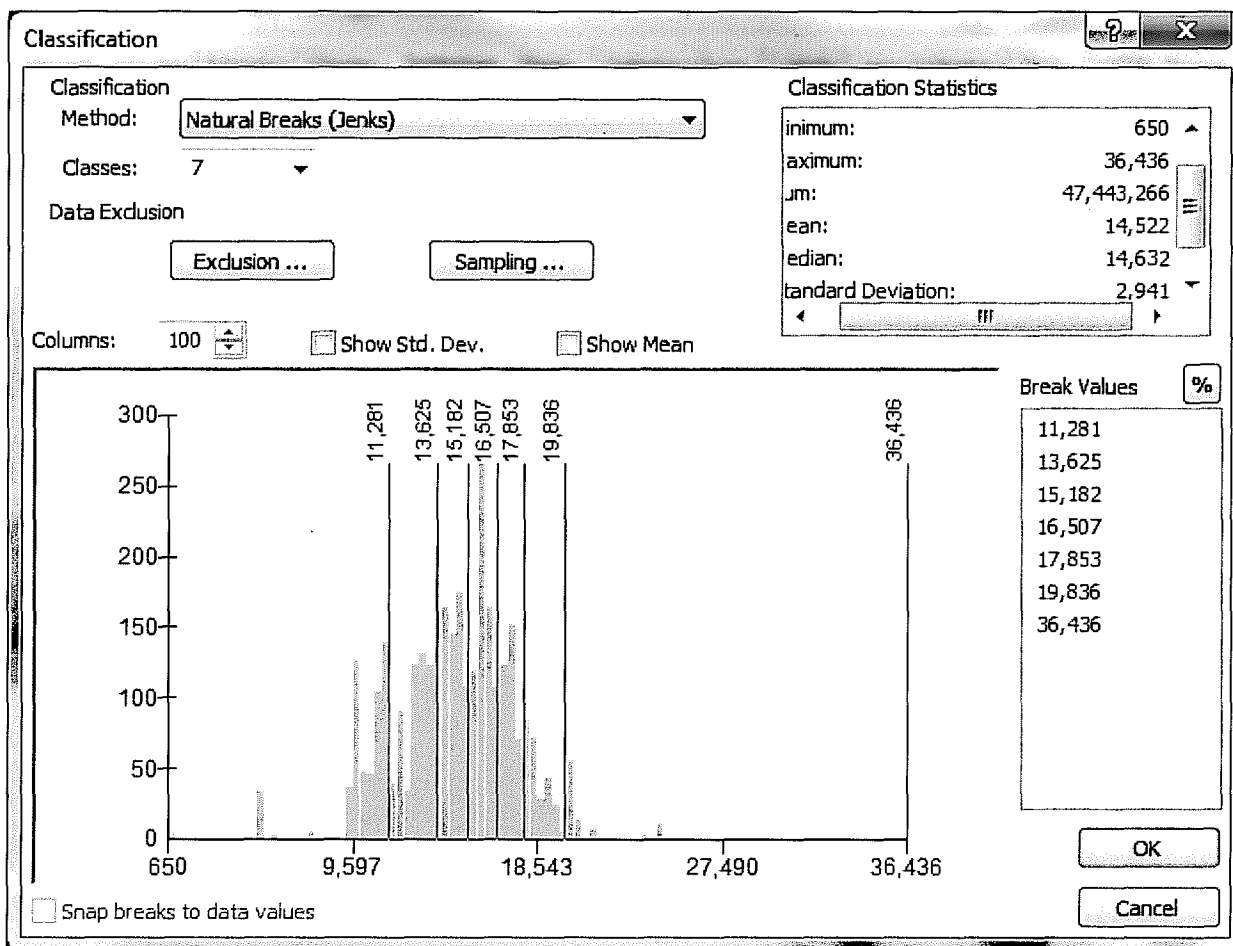 Classification
Classification
Method: Natural Breaks (Jenks)
Classes: 7
Data Exclusion
Exclusion ...
Sampling ...
Classification Statistics
inimum: 650
aximum: 36,436
um: 47,443,266
ean: 14,522
edian: 14,632
tandard Deviation: 2,941
Columns: 100
Show Std. Dev.
Show Mean
Break Values
%
11,281
13,625
15,182
16,507
17,853
19,836
36,436
300
250
200
150
100
50
0
11,281
13,625
15,182
16,507
17,853
19,836
36,436
650
9,597
18,543
27,490
36,436
OK
Snap breaks to data values
Cancel